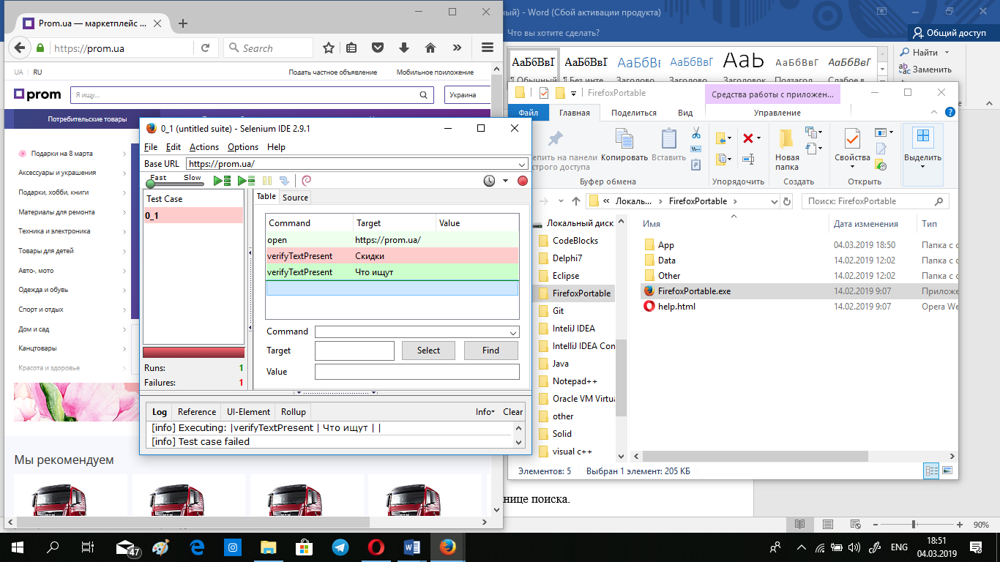 Prom.ua — маркетплейс ...
https://prom.ua
Search
UA | RU
Подать частное объявление
Мобильное приложение
prom
Я ищу...
Украина
Потребительские товары
Подарки на 8 марта
Аксессуары и украшения
Подарки, хобби, книги
Материалы для ремонта
Техника и электроника
Товары для детей
Авто-, мото
Одежда и обувь
Спорт и отдых
Дом и сад
Канцтовары
Красота и здоровье
Мы рекомендуем
0_1 (untitled suite) - Selenium IDE 2.9.1
File Edit Actions Options Help
Base URL https://prom.ua/
Fast Slow
Test Case
0_1
Runs: 1
Failures: 1
Table Source
Command Target Value
open https://prom.ua/
verifyTextPresent Скидки
verifyTextPresent Что ищут
Command
Target
Select Find
Value
Log Reference UI-Element Rollup Info Clear
[info] Executing: |verifyTextPresent | Что ищут | |
[info] Test case failed
ный) - Word (Сбой активации продукта)
Что вы хотите сделать?
Общий доступ
АаБбВвГ АаБбВвГ АаБбВвГ АаБбВвГ АаБ АаБбВвГ АаБбВвГ
¶ Обычный ¶ Без инте... Заголово... Заголово... Заголовок Подзагол... Слабое в...
Найти
Заменить
FirefoxPortable
Средства работы с приложен...
Файл Главная Поделиться Вид Управление
епить на панели
строго доступа
Копировать
Вставить
Буфер обмена
Упорядочить
Новая
папка
Создать
Свойства
Открыть
Выделить
« Локаль... > FirefoxPortable >
Поиск: FirefoxPortable
Локальный диск
CodeBlocks
Delphi7
Eclipse
FirefoxPortable
Git
InteliJ IDEA
IntelliJ IDEA Con
Java
Notepad++
Oracle VM Virtua
other
Solid
visual c++
Имя Дата изменения Тип
App 04.03.2019 18:50 Папка с с
Data 14.02.2019 12:02 Папка с с
Other 14.02.2019 12:02 Папка с с
FirefoxPortable.exe 14.02.2019 9:07 Приложе
help.html 14.02.2019 9:07 Opera We
Элементов: 5 Выбран 1 элемент: 205 КБ
нице поиска.
90%
47
ENG
18:51
04.03.2019